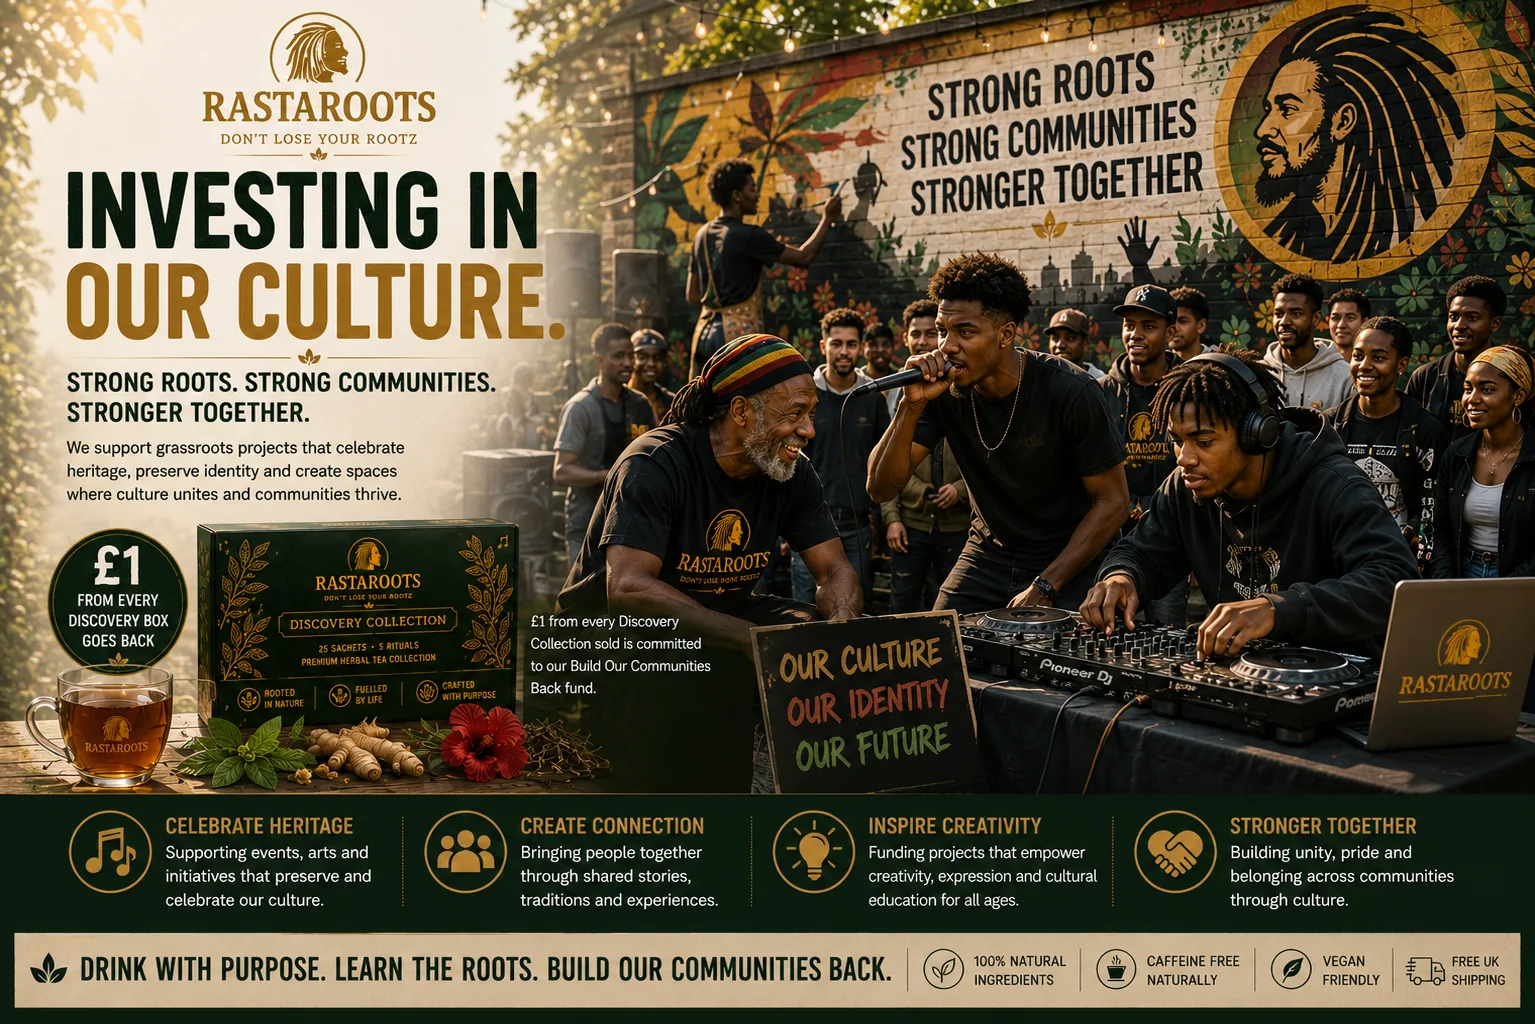 RASTAROOTS
DON'T LOSE YOUR ROOTZ
INVESTING IN
OUR CULTURE.
STRONG ROOTS. STRONG COMMUNITIES.
STRONGER TOGETHER.
We support grassroots projects that celebrate
heritage, preserve identity and create spaces
where culture unites and communities thrive.
£1
FROM EVERY
DISCOVERY BOX
GOES BACK
RASTAROOTS
DON'T LOSE YOUR ROOTZ
DISCOVERY COLLECTION
25 SACHETS • 5 RITUALS
PREMIUM HERBAL TEA COLLECTION
ROOTED
IN NATURE
FUELLED
BY LIFE
CRAFTED
WITH PURPOSE
RASTAROOTS
£1 from every Discovery
Collection sold is committed
to our Build Our Communities
Back fund.
STRONG ROOTS
STRONG COMMUNITIES
STRONGER TOGETHER
RASTAROOTS
OUR CULTURE
OUR IDENTITY
OUR FUTURE
Pioneer DJ
RASTAROOTS
CELEBRATE HERITAGE
Supporting events, arts and
initiatives that preserve and
celebrate our culture.
CREATE CONNECTION
Bringing people together
through shared stories,
traditions and experiences.
INSPIRE CREATIVITY
Funding projects that empower
creativity, expression and cultural
education for all ages.
STRONGER TOGETHER
Building unity, pride and
belonging across communities
through culture.
DRINK WITH PURPOSE. LEARN THE ROOTS. BUILD OUR COMMUNITIES BACK.
100% NATURAL
INGREDIENTS
CAFFEINE FREE
NATURALLY
VEGAN
FRIENDLY
FREE UK
SHIPPING